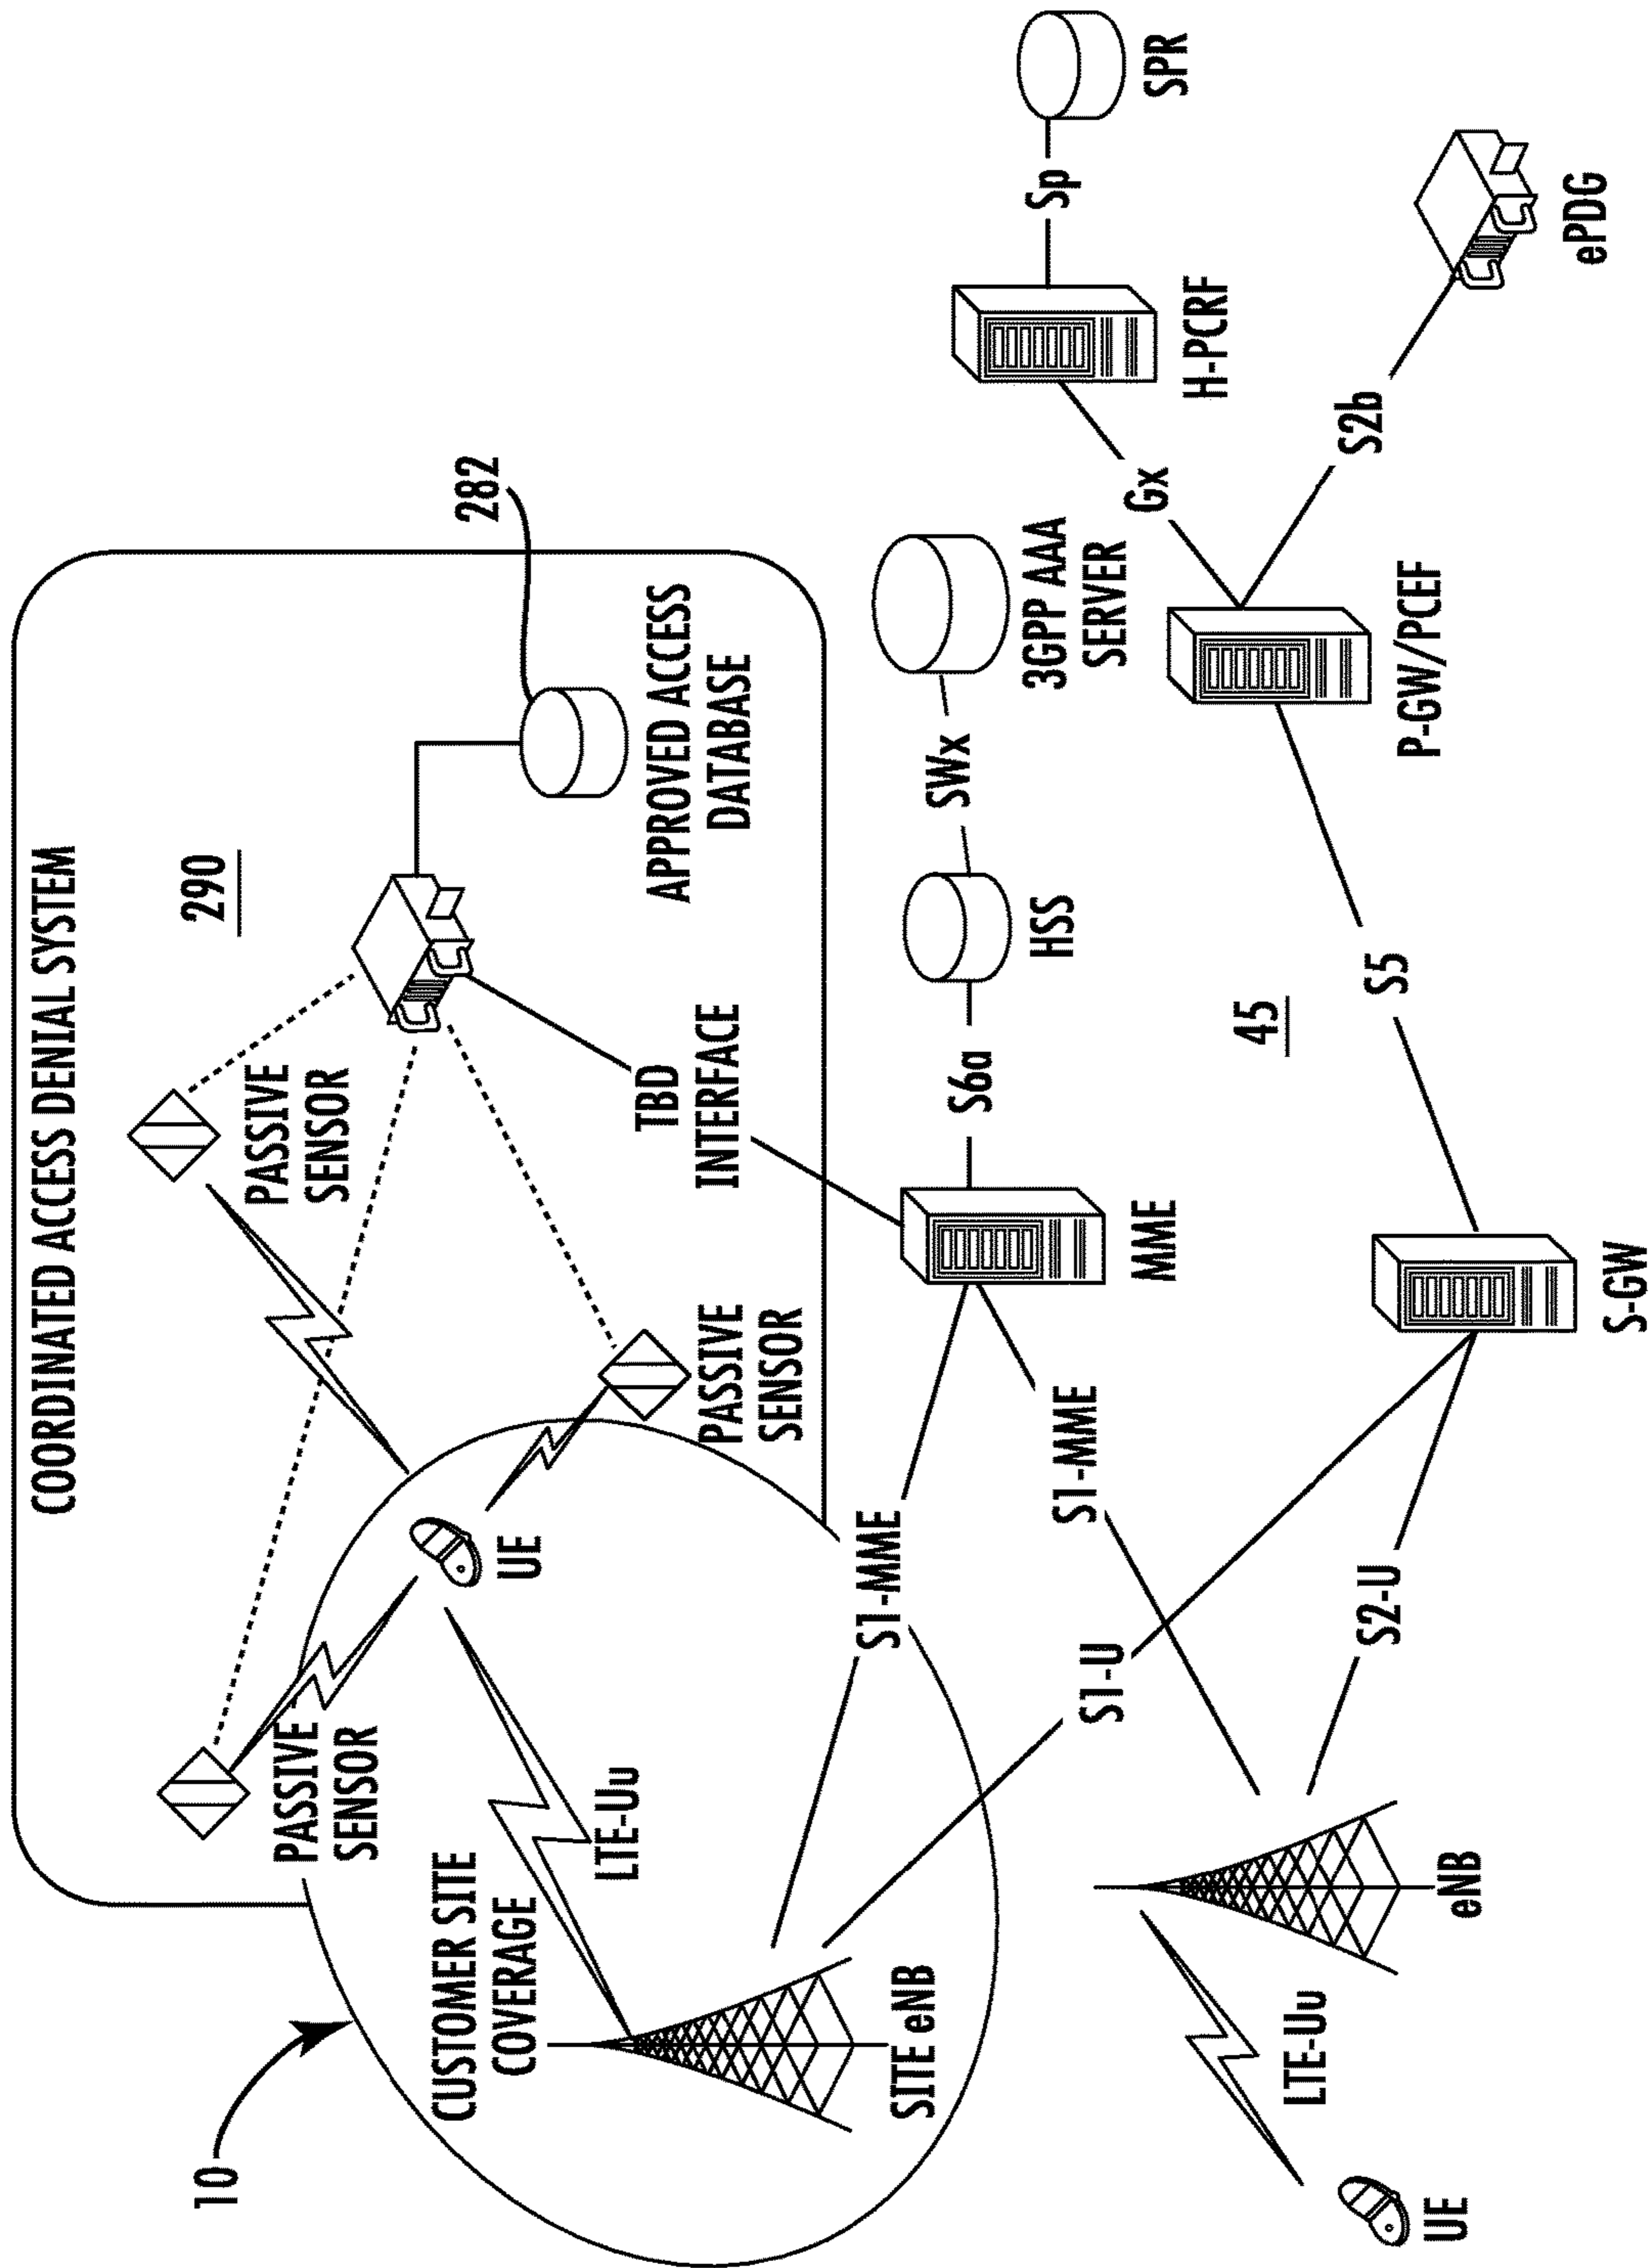 COORDINATED ACCESS DENIAL SYSTEM
290
282
PASSIVE
SENSOR
PASSIVE
SENSOR
PASSIVE
SENSOR
APPROVED ACCESS
DATABASE
TBD
INTERFACE
10
CUSTOMER SITE
COVERAGE
UE
LTE-Uu
SITE eNB
S1-MME
S1-MME
S1-U
S2-U
MME
S6a
HSS
SWx
3GPP AAA
SERVER
45
S-GW
S5
P-GW/PCEF
Gx
H-PCRF
Sp
SPR
S2b
ePDG
UE
LTE-Uu
eNB